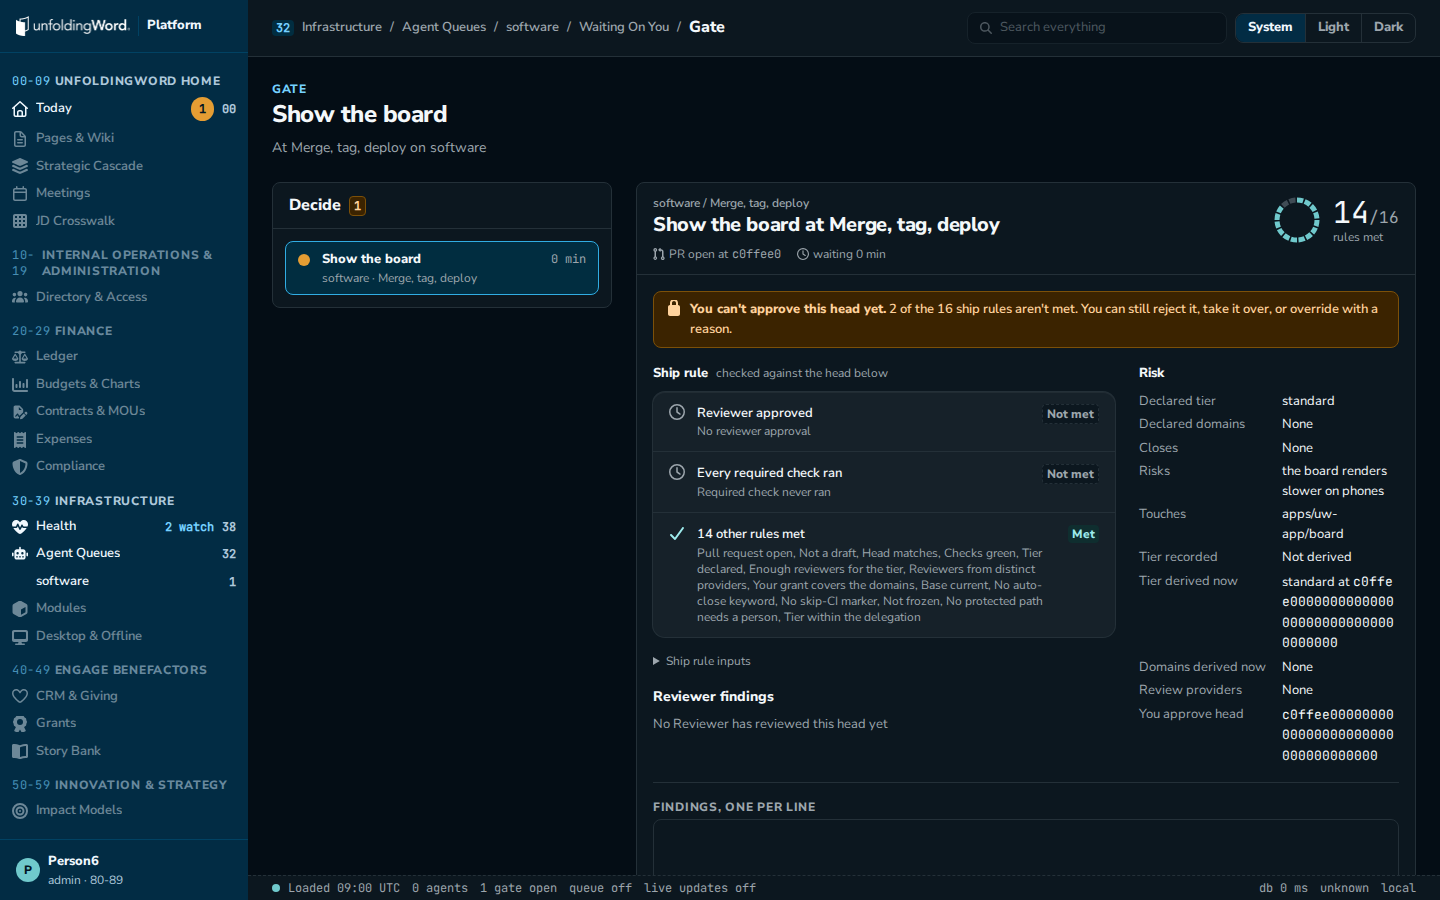 unfoldingWord. Platform
00-09 UNFOLDINGWORD HOME
Today 1 00
Pages & Wiki
Strategic Cascade
Meetings
JD Crosswalk
10-19 INTERNAL OPERATIONS & ADMINISTRATION
Directory & Access
20-29 FINANCE
Ledger
Budgets & Charts
Contracts & MOUs
Expenses
Compliance
30-39 INFRASTRUCTURE
Health 2 watch 38
Agent Queues 32
software 1
Modules
Desktop & Offline
40-49 ENGAGE BENEFACTORS
CRM & Giving
Grants
Story Bank
50-59 INNOVATION & STRATEGY
Impact Models
P Person6
admin · 80-89
32 Infrastructure / Agent Queues / software / Waiting On You / Gate
Search everything
System Light Dark
GATE
Show the board
At Merge, tag, deploy on software
Decide 1
Show the board 0 min
software · Merge, tag, deploy
software / Merge, tag, deploy
Show the board at Merge, tag, deploy
PR open at c0ffee0 waiting 0 min
14/16
rules met
You can't approve this head yet. 2 of the 16 ship rules aren't met. You can still reject it, take it over, or override with a
reason.
Ship rule checked against the head below
Reviewer approved Not met
No reviewer approval
Every required check ran Not met
Required check never ran
14 other rules met Met
Pull request open, Not a draft, Head matches, Checks green, Tier
declared, Enough reviewers for the tier, Reviewers from distinct
providers, Your grant covers the domains, Base current, No auto-
close keyword, No skip-CI marker, Not frozen, No protected path
needs a person, Tier within the delegation
Ship rule inputs
Reviewer findings
No Reviewer has reviewed this head yet
Risk
Declared tier standard
Declared domains None
Closes None
Risks the board renders
slower on phones
Touches apps/uw-
app/board
Tier recorded Not derived
Tier derived now standard at c0ffe
e0000000000000
00000000000000
0000000
Domains derived now None
Review providers None
You approve head c0ffee00000000
00000000000000
000000000000
FINDINGS, ONE PER LINE
Loaded 09:00 UTC 0 agents 1 gate open queue off live updates off
db 0 ms unknown local